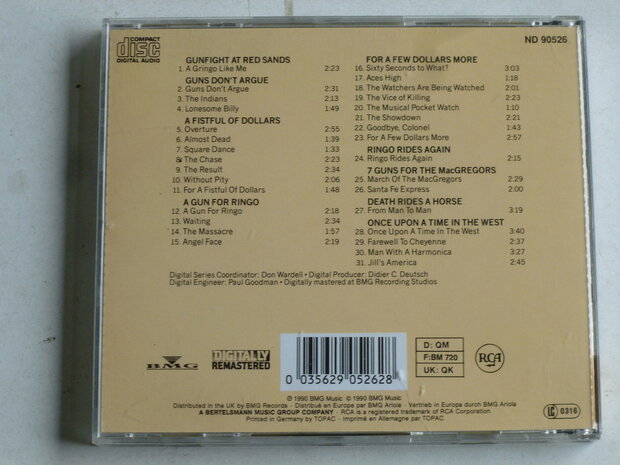 COMPACT
disc
DIGITAL AUDIO
ND 90526
GUNFIGHT AT RED SANDS
1. A Gringo Like Me 2:23
GUNS DON'T ARGUE
2. Guns Don't Argue 2:31
3. The Indians 2:13
4. Lonesome Billy 1:49
A FISTFUL OF DOLLARS
5. Overture 2:55
6. Almost Dead 1:39
7. Square Dance 1:33
8. The Chase 2:23
9. The Result 2:34
10. Without Pity 2:06
11. For A Fistful Of Dollars 1:48
A GUN FOR RINGO
12. A Gun For Ringo 2:18
13. Waiting 2:34
14. The Massacre 1:57
15. Angel Face 2:19
FOR A FEW DOLLARS MORE
16. Sixty Seconds to What? 3:03
17. Aces High 1:18
18. The Watchers Are Being Watched 2:01
19. The Vice of Killing 2:23
20. The Musical Pocket Watch 1:10
21. The Showdown 2:21
22. Goodbye, Colonel 1:43
23. For A Few Dollars More 2:57
RINGO RIDES AGAIN
24. Ringo Rides Again 2:15
7 GUNS FOR THE MacGREGORS
25. March Of The MacGregors 2:29
26. Santa Fe Express 2:00
DEATH RIDES A HORSE
27. From Man To Man 3:19
ONCE UPON A TIME IN THE WEST
28. Once Upon A Time In The West 3:40
29. Farewell To Cheyenne 2:37
30. Man With A Harmonica 3:27
31. Jill's America 2:45
Digital Series Coordinator: Don Wardell • Digital Producer: Didier C. Deutsch
Digital Engineer: Paul Goodman • Digitally mastered at BMG Recording Studios
BMG
DIGITALLY
REMASTERED
0 035629 052628
D: QM
F: BM 720
UK: QK
RCA
℗ 1990 BMG Music © 1990 BMG Music
Distributed in the UK by BMG Records • Distribué en Europe par BMG Ariola • Vertrieb in Europa durch BMG Ariola
A BERTELSMANN MUSIC GROUP COMPANY • RCA is a registered trademark of RCA Corporation
Printed in Germany by TOPAC • Imprimé en Allemagne par TOPAC
LC 0316